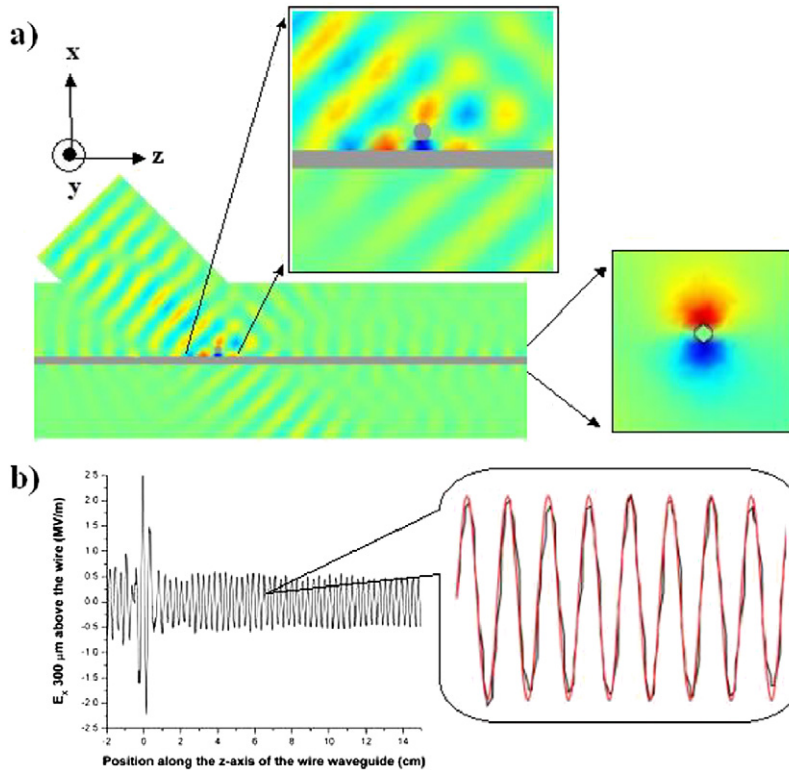 a)
x
z
y
b)
E_x 300 μm above the wire (MV/m)
2.5
2.0
1.5
1.0
0.5
0.0
-0.5
-1.0
-1.5
-2.0
-2.5
-2 0 2 4 6 8 10 12 14
Position along the z-axis of the wire waveguide (cm)